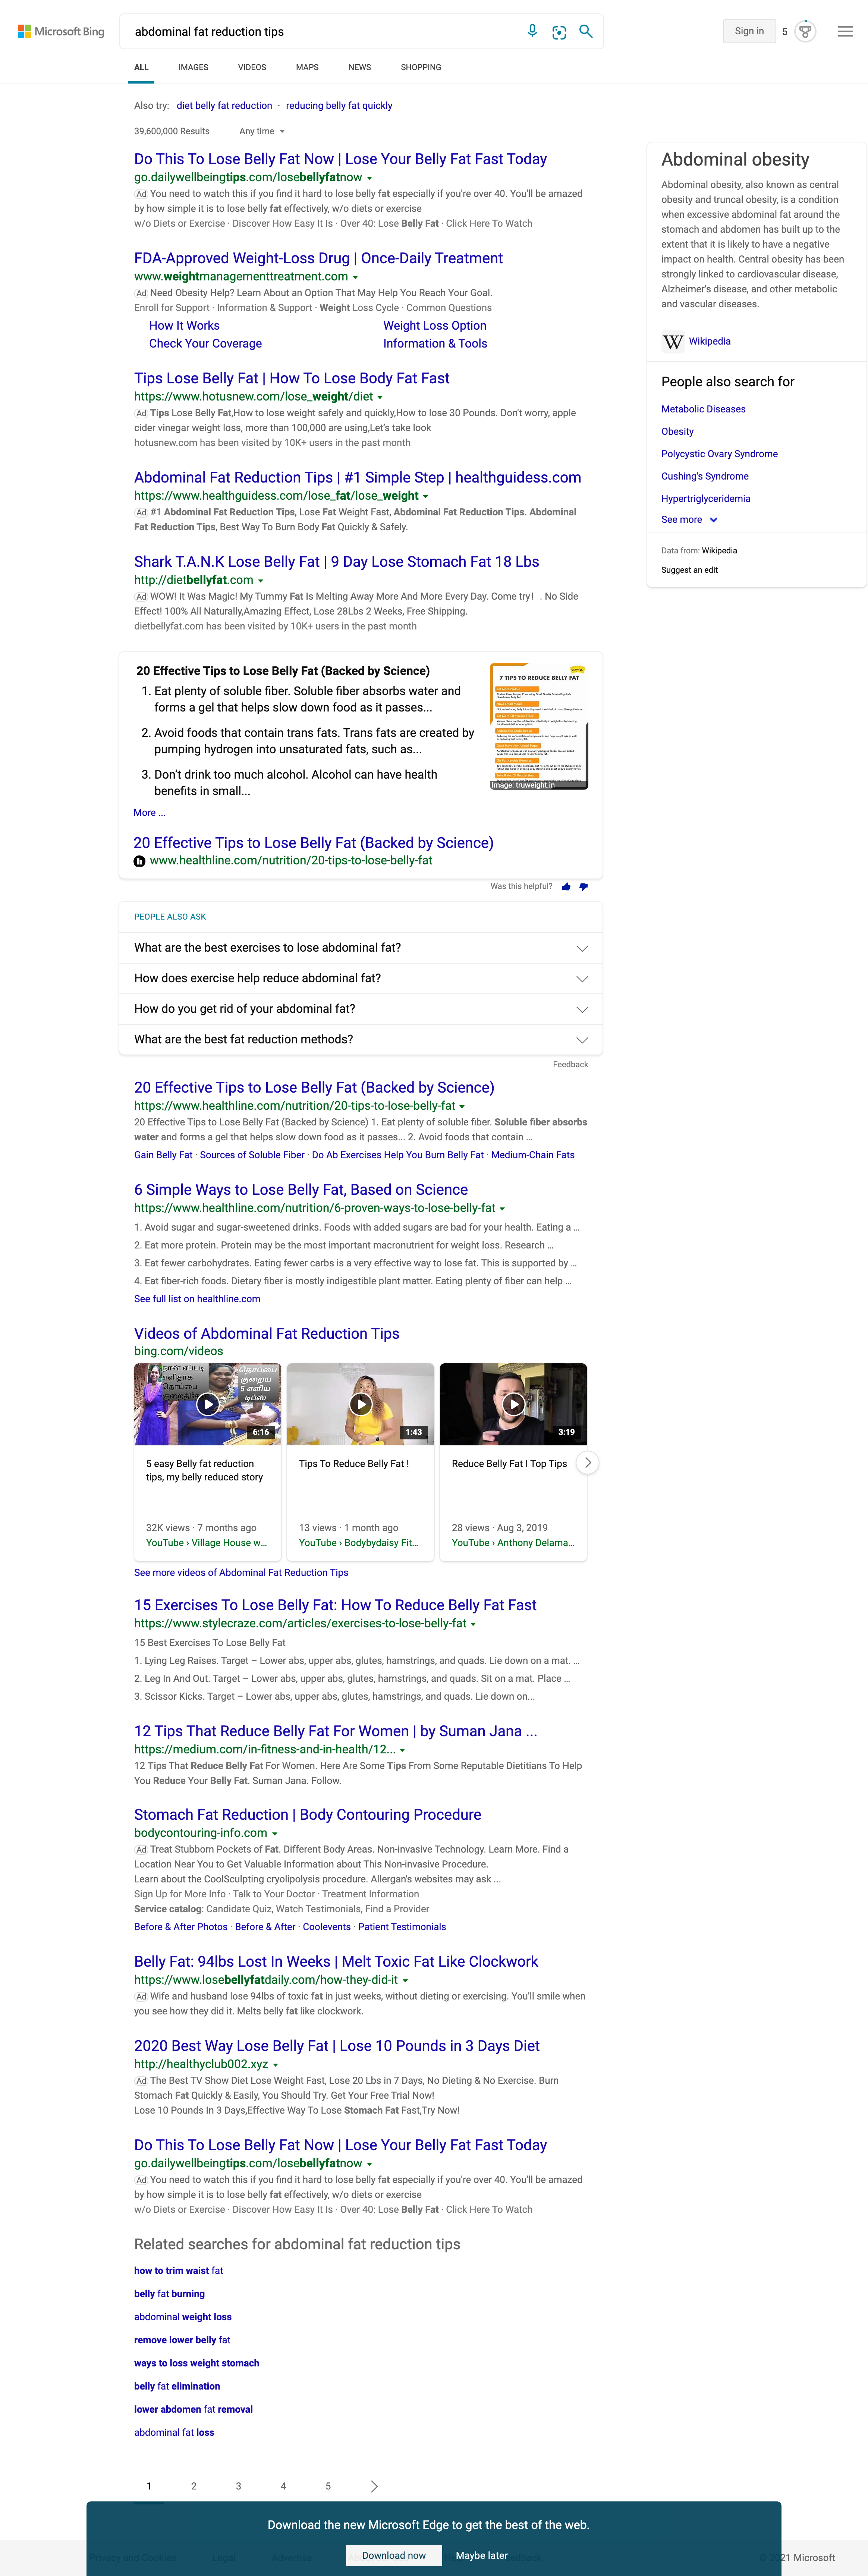 Microsoft Bing
abdominal fat reduction tips
Sign in
5
ALL
IMAGES
VIDEOS
MAPS
NEWS
SHOPPING
Also try: diet belly fat reduction · reducing belly fat quickly
39,600,000 Results Any time
Do This To Lose Belly Fat Now | Lose Your Belly Fat Fast Today
go.dailywellbeingtips.com/losebellyfatnow
Ad You need to watch this if you find it hard to lose belly fat especially if you're over 40. You'll be amazed
by how simple it is to lose belly fat effectively, w/o diets or exercise
w/o Diets or Exercise · Discover How Easy It Is · Over 40: Lose Belly Fat · Click Here To Watch
FDA-Approved Weight-Loss Drug | Once-Daily Treatment
www.weightmanagementtreatment.com
Ad Need Obesity Help? Learn About an Option That May Help You Reach Your Goal.
Enroll for Support · Information & Support · Weight Loss Cycle · Common Questions
How It Works
Weight Loss Option
Check Your Coverage
Information & Tools
Tips Lose Belly Fat | How To Lose Body Fat Fast
https://www.hotusnew.com/lose_weight/diet
Ad Tips Lose Belly Fat,How to lose weight safely and quickly,How to lose 30 Pounds. Don't worry, apple
cider vinegar weight loss, more than 100,000 are using,Let's take look
hotusnew.com has been visited by 10K+ users in the past month
Abdominal Fat Reduction Tips | #1 Simple Step | healthguidess.com
https://www.healthguidess.com/lose_fat/lose_weight
Ad #1 Abdominal Fat Reduction Tips, Lose Fat Weight Fast, Abdominal Fat Reduction Tips. Abdominal
Fat Reduction Tips, Best Way To Burn Body Fat Quickly & Safely.
Shark T.A.N.K Lose Belly Fat | 9 Day Lose Stomach Fat 18 Lbs
http://dietbellyfat.com
Ad WOW! It Was Magic! My Tummy Fat Is Melting Away More And More Every Day. Come try！. No Side
Effect! 100% All Naturally,Amazing Effect, Lose 28Lbs 2 Weeks, Free Shipping.
dietbellyfat.com has been visited by 10K+ users in the past month
20 Effective Tips to Lose Belly Fat (Backed by Science)
1. Eat plenty of soluble fiber. Soluble fiber absorbs water and
forms a gel that helps slow down food as it passes...
2. Avoid foods that contain trans fats. Trans fats are created by
pumping hydrogen into unsaturated fats, such as...
3. Don't drink too much alcohol. Alcohol can have health
benefits in small...
7 TIPS TO REDUCE BELLY FAT
Image: truweight.in
More ...
20 Effective Tips to Lose Belly Fat (Backed by Science)
www.healthline.com/nutrition/20-tips-to-lose-belly-fat
Was this helpful?
PEOPLE ALSO ASK
What are the best exercises to lose abdominal fat?
How does exercise help reduce abdominal fat?
How do you get rid of your abdominal fat?
What are the best fat reduction methods?
Feedback
20 Effective Tips to Lose Belly Fat (Backed by Science)
https://www.healthline.com/nutrition/20-tips-to-lose-belly-fat
20 Effective Tips to Lose Belly Fat (Backed by Science) 1. Eat plenty of soluble fiber. Soluble fiber absorbs
water and forms a gel that helps slow down food as it passes... 2. Avoid foods that contain …
Gain Belly Fat · Sources of Soluble Fiber · Do Ab Exercises Help You Burn Belly Fat · Medium-Chain Fats
6 Simple Ways to Lose Belly Fat, Based on Science
https://www.healthline.com/nutrition/6-proven-ways-to-lose-belly-fat
1. Avoid sugar and sugar-sweetened drinks. Foods with added sugars are bad for your health. Eating a …
2. Eat more protein. Protein may be the most important macronutrient for weight loss. Research …
3. Eat fewer carbohydrates. Eating fewer carbs is a very effective way to lose fat. This is supported by …
4. Eat fiber-rich foods. Dietary fiber is mostly indigestible plant matter. Eating plenty of fiber can help …
See full list on healthline.com
Videos of Abdominal Fat Reduction Tips
bing.com/videos
நான் எப்படி
எளிதாக
தொப்பை
தொப்பை
குறைய
5 எளிய
டிப்ஸ்
6:16
1:43
3:19
5 easy Belly fat reduction
tips, my belly reduced story
32K views · 7 months ago
YouTube › Village House w...
Tips To Reduce Belly Fat !
13 views · 1 month ago
YouTube › Bodybydaisy Fit...
Reduce Belly Fat I Top Tips
28 views · Aug 3, 2019
YouTube › Anthony Delama...
See more videos of Abdominal Fat Reduction Tips
15 Exercises To Lose Belly Fat: How To Reduce Belly Fat Fast
https://www.stylecraze.com/articles/exercises-to-lose-belly-fat
15 Best Exercises To Lose Belly Fat
1. Lying Leg Raises. Target – Lower abs, upper abs, glutes, hamstrings, and quads. Lie down on a mat. …
2. Leg In And Out. Target – Lower abs, upper abs, glutes, hamstrings, and quads. Sit on a mat. Place …
3. Scissor Kicks. Target – Lower abs, upper abs, glutes, hamstrings, and quads. Lie down on...
12 Tips That Reduce Belly Fat For Women | by Suman Jana ...
https://medium.com/in-fitness-and-in-health/12...
12 Tips That Reduce Belly Fat For Women. Here Are Some Tips From Some Reputable Dietitians To Help
You Reduce Your Belly Fat. Suman Jana. Follow.
Stomach Fat Reduction | Body Contouring Procedure
bodycontouring-info.com
Ad Treat Stubborn Pockets of Fat. Different Body Areas. Non-invasive Technology. Learn More. Find a
Location Near You to Get Valuable Information about This Non-invasive Procedure.
Learn about the CoolSculpting cryolipolysis procedure. Allergan's websites may ask ...
Sign Up for More Info · Talk to Your Doctor · Treatment Information
Service catalog: Candidate Quiz, Watch Testimonials, Find a Provider
Before & After Photos · Before & After · Coolevents · Patient Testimonials
Belly Fat: 94lbs Lost In Weeks | Melt Toxic Fat Like Clockwork
https://www.losebellyfatdaily.com/how-they-did-it
Ad Wife and husband lose 94lbs of toxic fat in just weeks, without dieting or exercising. You'll smile when
you see how they did it. Melts belly fat like clockwork.
2020 Best Way Lose Belly Fat | Lose 10 Pounds in 3 Days Diet
http://healthyclub002.xyz
Ad The Best TV Show Diet Lose Weight Fast, Lose 20 Lbs in 7 Days, No Dieting & No Exercise. Burn
Stomach Fat Quickly & Easily, You Should Try. Get Your Free Trial Now!
Lose 10 Pounds In 3 Days,Effective Way To Lose Stomach Fat Fast,Try Now!
Do This To Lose Belly Fat Now | Lose Your Belly Fat Fast Today
go.dailywellbeingtips.com/losebellyfatnow
Ad You need to watch this if you find it hard to lose belly fat especially if you're over 40. You'll be amazed
by how simple it is to lose belly fat effectively, w/o diets or exercise
w/o Diets or Exercise · Discover How Easy It Is · Over 40: Lose Belly Fat · Click Here To Watch
Related searches for abdominal fat reduction tips
how to trim waist fat
belly fat burning
abdominal weight loss
remove lower belly fat
ways to loss weight stomach
belly fat elimination
lower abdomen fat removal
abdominal fat loss
1 2 3 4 5
Abdominal obesity
Abdominal obesity, also known as central
obesity and truncal obesity, is a condition
when excessive abdominal fat around the
stomach and abdomen has built up to the
extent that it is likely to have a negative
impact on health. Central obesity has been
strongly linked to cardiovascular disease,
Alzheimer's disease, and other metabolic
and vascular diseases.
W Wikipedia
People also search for
Metabolic Diseases
Obesity
Polycystic Ovary Syndrome
Cushing's Syndrome
Hypertriglyceridemia
See more
Data from: Wikipedia
Suggest an edit
Download the new Microsoft Edge to get the best of the web.
Download now
Maybe later
Privacy and Cookies
Legal
Advertise
21 Microsoft